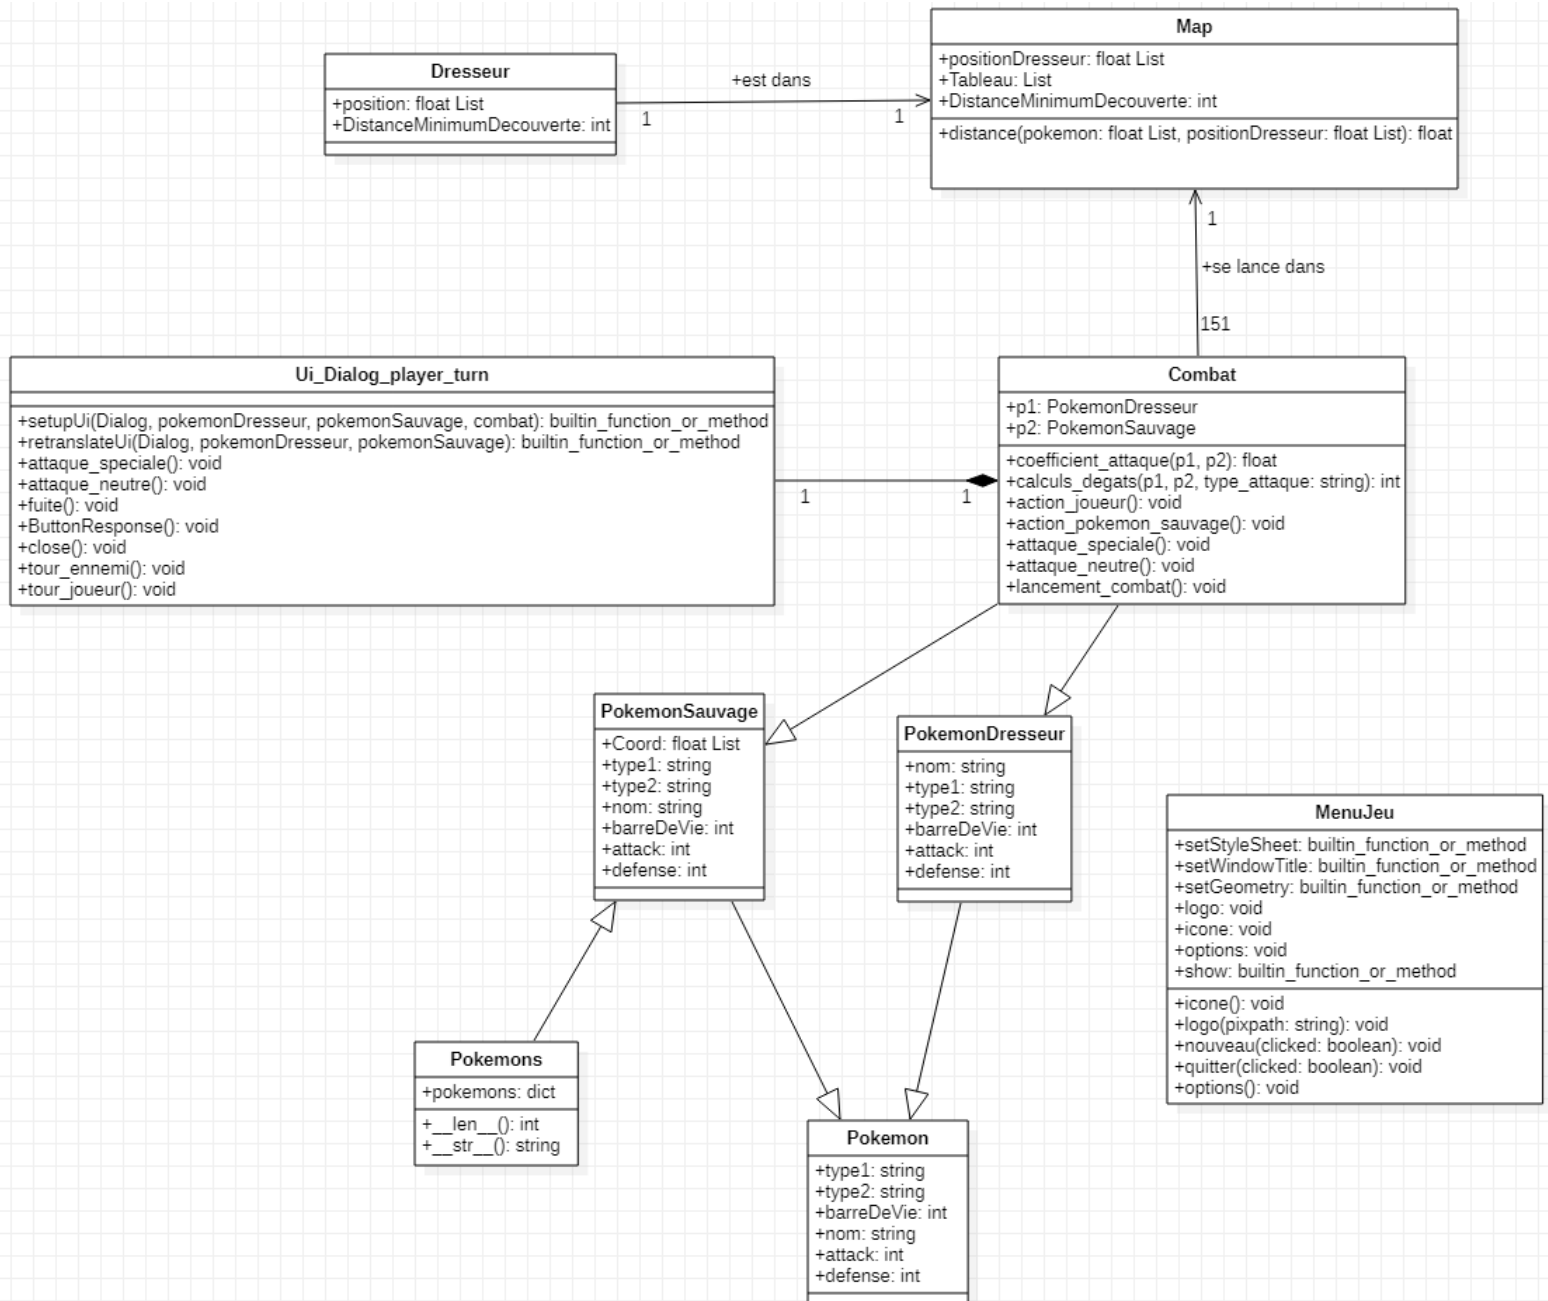 Dresseur
+position: float List
+DistanceMinimumDecouverte: int
+est dans
1
1
Map
+positionDresseur: float List
+Tableau: List
+DistanceMinimumDecouverte: int
+distance(pokemon: float List, positionDresseur: float List): float
1
+se lance dans
151
Ui_Dialog_player_turn
+setupUi(Dialog, pokemonDresseur, pokemonSauvage, combat): builtin_function_or_method
+retranslateUi(Dialog, pokemonDresseur, pokemonSauvage): builtin_function_or_method
+attaque_speciale(): void
+attaque_neutre(): void
+fuite(): void
+ButtonResponse(): void
+close(): void
+tour_ennemi(): void
+tour_joueur(): void
1
1
Combat
+p1: PokemonDresseur
+p2: PokemonSauvage
+coefficient_attaque(p1, p2): float
+calculs_degats(p1, p2, type_attaque: string): int
+action_joueur(): void
+action_pokemon_sauvage(): void
+attaque_speciale(): void
+attaque_neutre(): void
+lancement_combat(): void
PokemonSauvage
+Coord: float List
+type1: string
+type2: string
+nom: string
+barreDeVie: int
+attack: int
+defense: int
PokemonDresseur
+nom: string
+type1: string
+type2: string
+barreDeVie: int
+attack: int
+defense: int
MenuJeu
+setStyleSheet: builtin_function_or_method
+setWindowTitle: builtin_function_or_method
+setGeometry: builtin_function_or_method
+logo: void
+icone: void
+options: void
+show: builtin_function_or_method
+icone(): void
+logo(pixpath: string): void
+nouveau(clicked: boolean): void
+quitter(clicked: boolean): void
+options(): void
Pokemons
+pokemons: dict
+__len__(): int
+__str__(): string
Pokemon
+type1: string
+type2: string
+barreDeVie: int
+nom: string
+attack: int
+defense: int